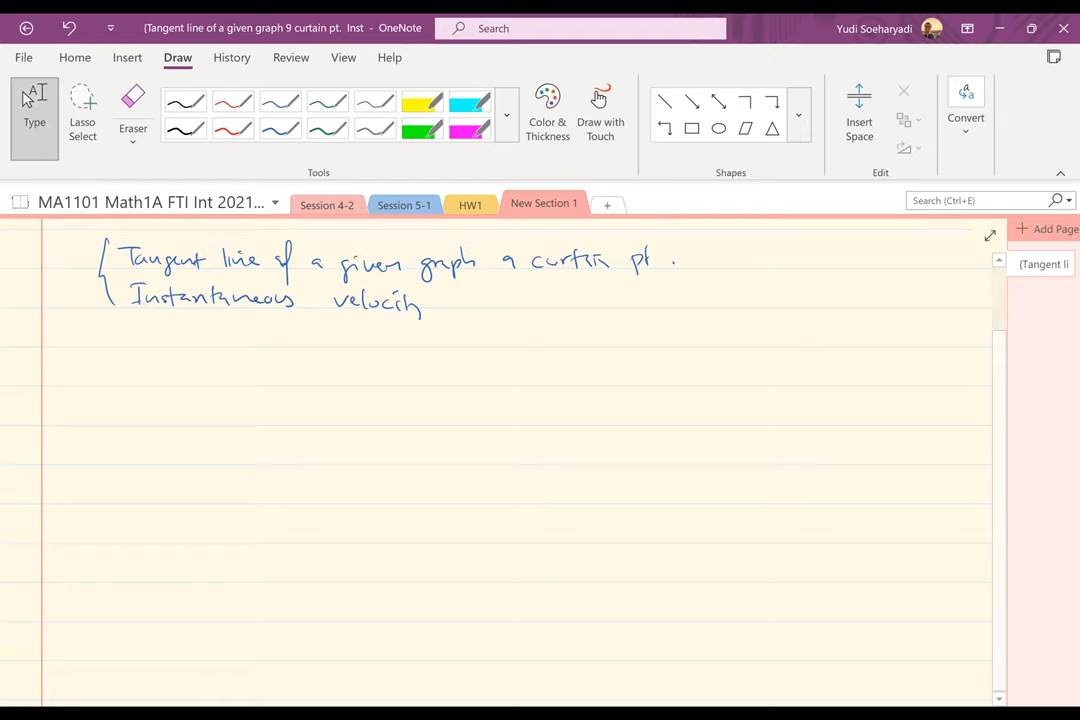 (Tangent line of a given graph 9 curtain pt. Inst - OneNote
Search
Yudi Soeharyadi
File Home Insert Draw History Review View Help
Type
Lasso Select
Eraser
Color & Thickness
Draw with Touch
Insert Space
Convert
Tools
Shapes
Edit
MA1101 Math1A FTI Int 2021...
Session 4-2
Session 5-1
HW1
New Section 1
Search (Ctrl+E)
Add Page
(Tangent li
Tangent line of a given graph a curtain pt.
Instantaneous velocity